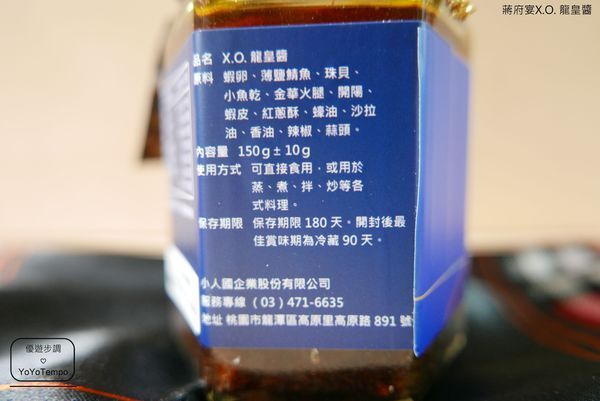 蔣府宴X.O. 龍皇醬
品名 X.O. 龍皇醬
原料 蝦卵、薄鹽鯖魚、珠貝、
小魚乾、金華火腿、開陽、
蝦皮、紅蔥酥、蠔油、沙拉
油、香油、辣椒、蒜頭。
內容量 150g±10g
使用方式 可直接食用，或用於
蒸、煮、拌、炒等各
式料理。
保存期限 保存期限 180 天。開封後最
佳賞味期為冷藏 90 天。
小人國企業股份有限公司
服務專線 (03) 471-6635
地址 桃園市龍潭區高原里高原路 891 號
優遊步調
YoYoTempo